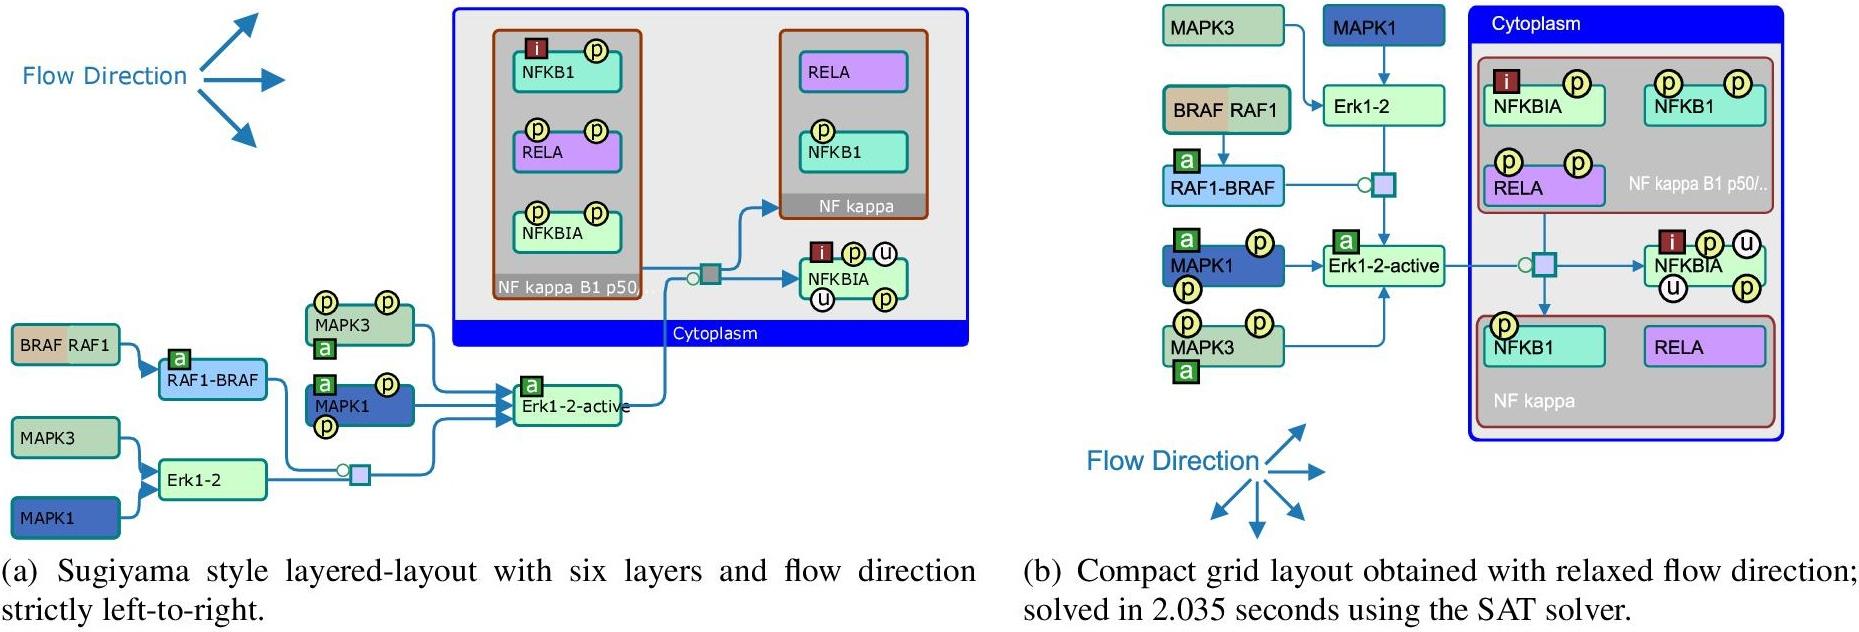 Flow Direction
i
p
NFKB1
p
p
RELA
p
p
NFKBIA
NF kappa B1 p50/..
RELA
p
NFKB1
NF kappa
i
p
u
NFKBIA
u
p
Cytoplasm
p
p
MAPK3
a
BRAF RAF1
a
RAF1-BRAF
a
p
MAPK1
p
a
Erk1-2-active
MAPK3
Erk1-2
MAPK1
(a) Sugiyama style layered-layout with six layers and flow direction
strictly left-to-right.
MAPK3
MAPK1
Cytoplasm
BRAF RAF1
Erk1-2
i
p
NFKBIA
p
p
NFKB1
a
RAF1-BRAF
p
p
RELA
NF kappa B1 p50/..
a
p
MAPK1
p
a
Erk1-2-active
i
p
u
NFKBIA
u
p
p
p
MAPK3
a
p
NFKB1
RELA
NF kappa
Flow Direction
(b) Compact grid layout obtained with relaxed flow direction;
solved in 2.035 seconds using the SAT solver.